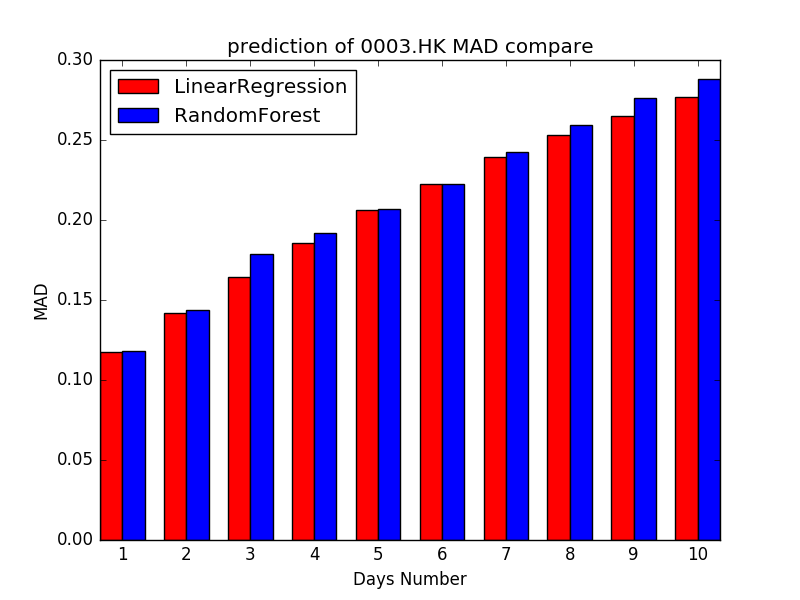 prediction of 0003.HK MAD compare
LinearRegression
RandomForest
0.30
0.25
0.20
0.15
0.10
0.05
0.00
MAD
1 2 3 4 5 6 7 8 9 10
Days Number